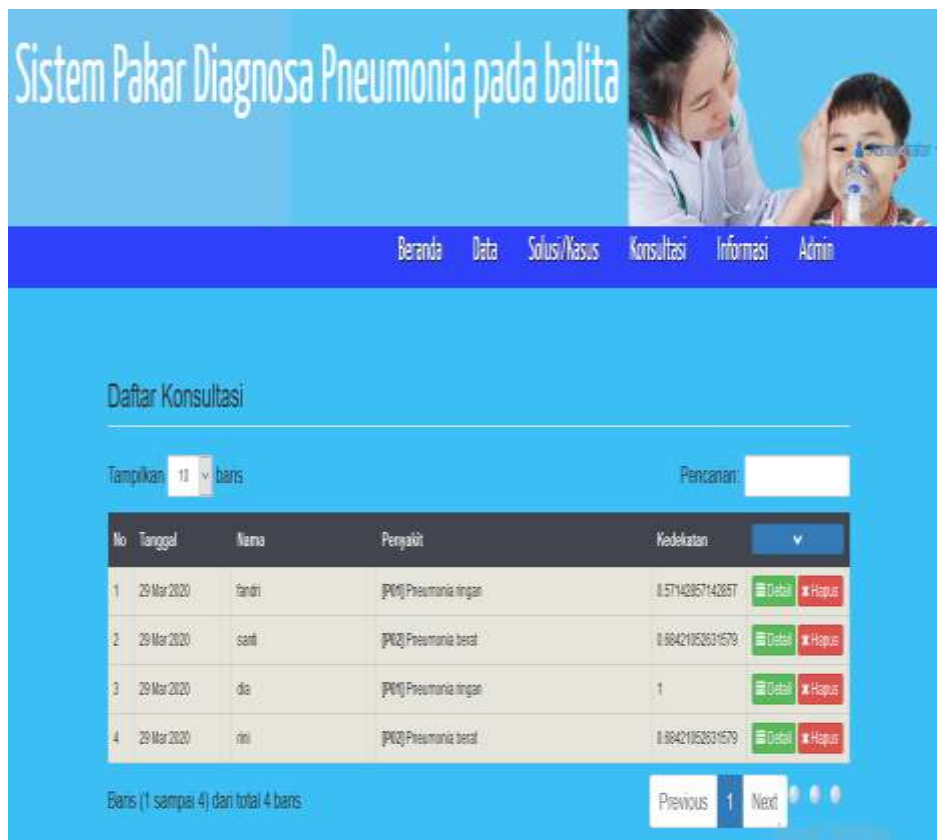 Sistem Pakar Diagnosa Pneumonia pada balita
Administrator
Beranda Data Solusi/Kasus Konsultasi Informasi Admin
Daftar Konsultasi
Tampilkan 10 baris Pencarian:
No Tanggal Nama Penyakit Kedekatan
1 29 Mar 2020 fandri [P01] Pneumonia ringan 0.57142857142857 Detail Hapus
2 29 Mar 2020 santi [P02] Pneumonia berat 0.68421052631579 Detail Hapus
3 29 Mar 2020 dia [P01] Pneumonia ringan 1 Detail Hapus
4 29 Mar 2020 rini [P02] Pneumonia berat 0.68421052631579 Detail Hapus
Baris (1 sampai 4) dari total 4 baris
Previous 1 Next